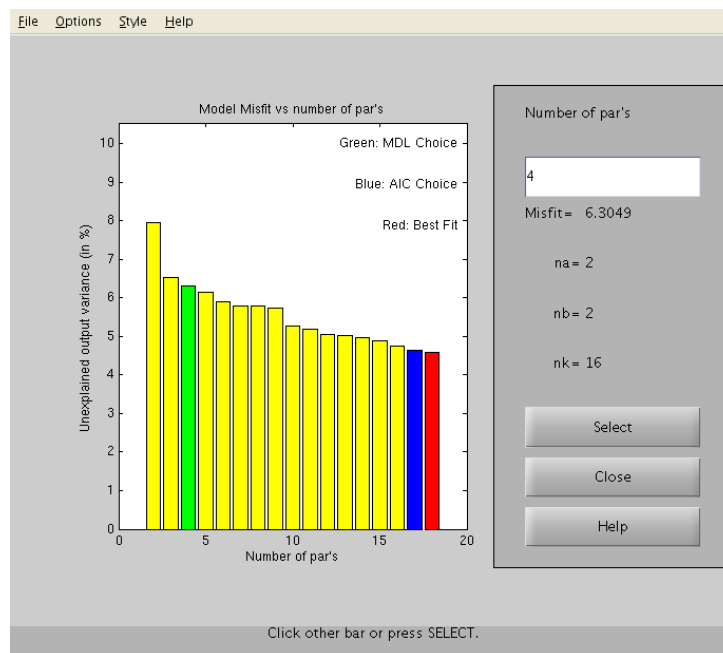 File Options Style Help
Model Misfit vs number of par's
Green: MDL Choice
Blue: AIC Choice
Red: Best Fit
Unexplained output variance (in %)
10
9
8
7
6
5
4
3
2
1
0
0 5 10 15 20
Number of par's
Number of par's
4
Misfit= 6.3049
na= 2
nb= 2
nk= 16
Select
Close
Help
Click other bar or press SELECT.